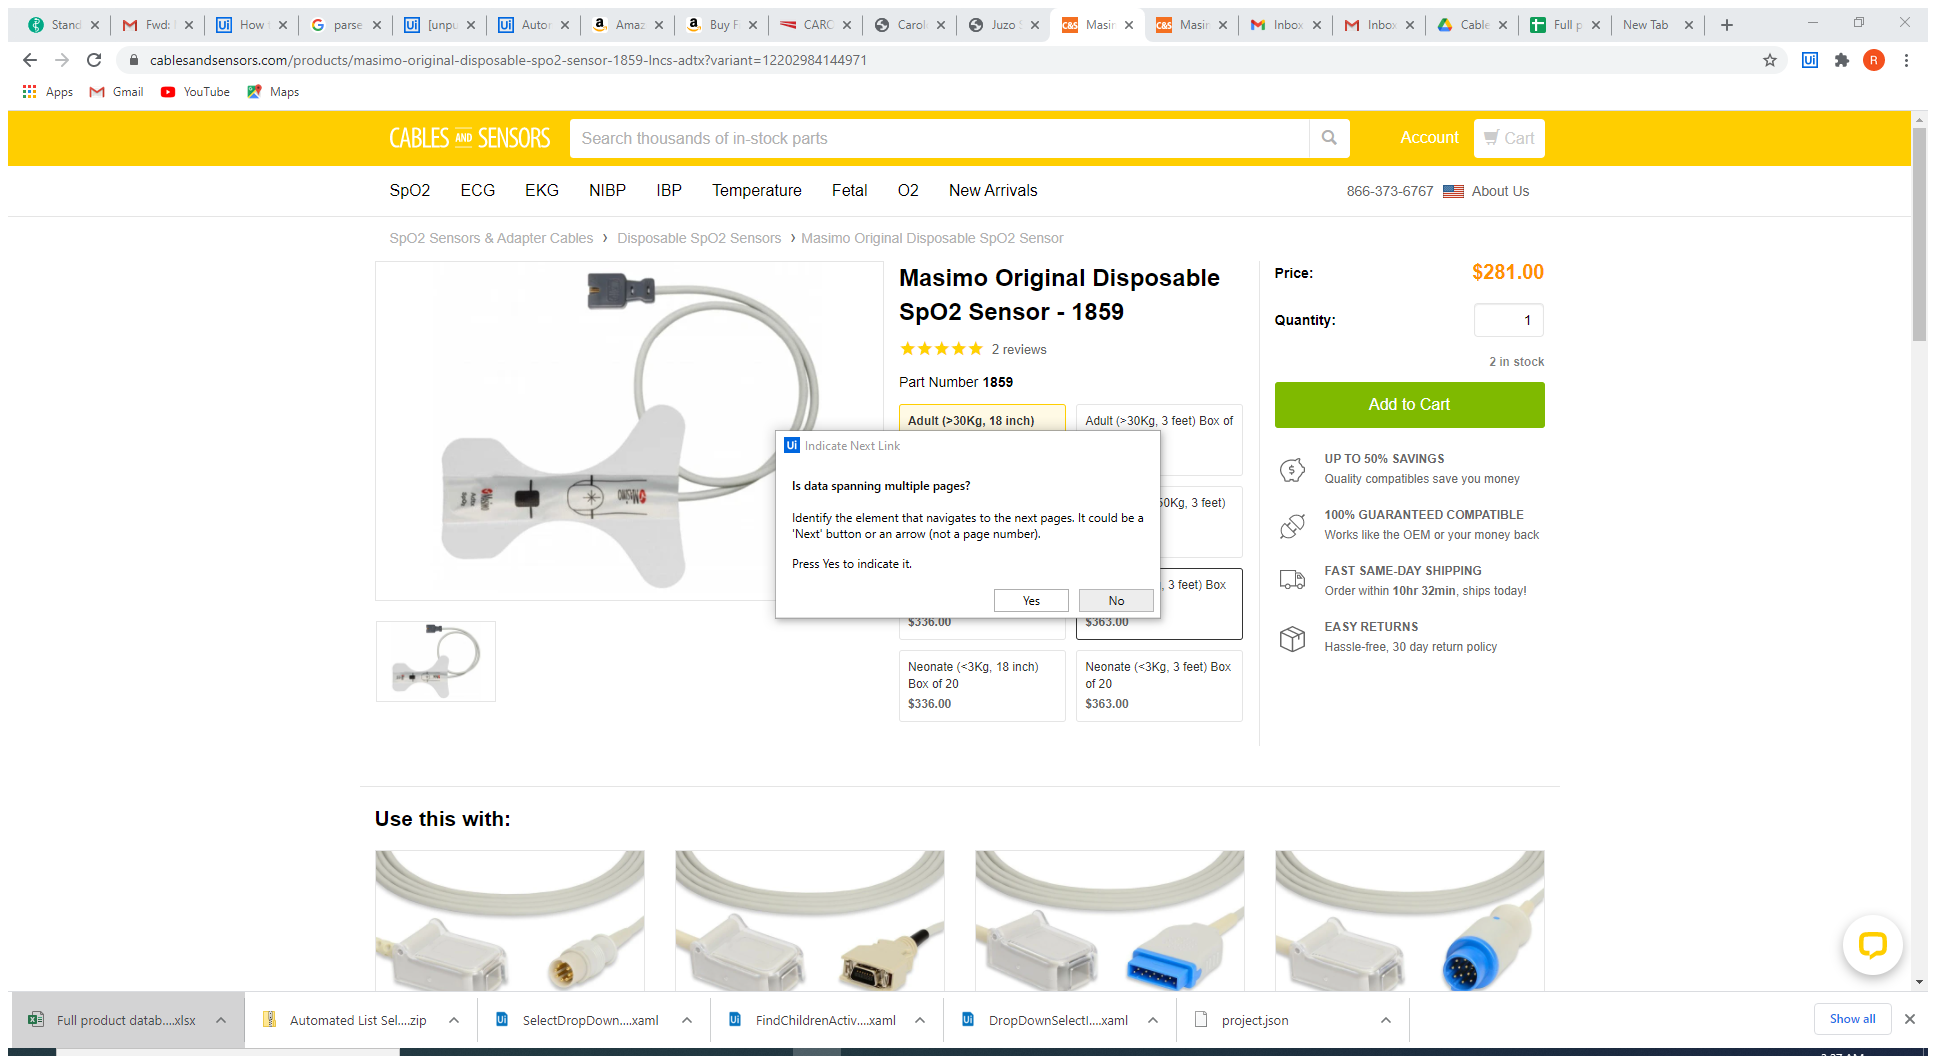 Stand
Fwd:
How t
parse
[unpu
Autor
Amaz
Buy F
CARC
Carol
Juzo S
Masir
Masin
Inbox
Inbox
Cable
Full p
New Tab
cablesandsensors.com/products/masimo-original-disposable-spo2-sensor-1859-lncs-adtx?variant=12202984144971
R
Apps
Gmail
YouTube
Maps
CABLES AND SENSORS
Search thousands of in-stock parts
Account
Cart
SpO2
ECG
EKG
NIBP
IBP
Temperature
Fetal
O2
New Arrivals
866-373-6767
About Us
SpO2 Sensors & Adapter Cables › Disposable SpO2 Sensors › Masimo Original Disposable SpO2 Sensor
Masimo Original Disposable
SpO2 Sensor - 1859
2 reviews
Part Number 1859
Adult (>30Kg, 18 inch)
Adult (>30Kg, 3 feet) Box of
50Kg, 3 feet)
, 3 feet) Box
$336.00
$363.00
Neonate (<3Kg, 18 inch)
Box of 20
$336.00
Neonate (<3Kg, 3 feet) Box
of 20
$363.00
Ui Indicate Next Link
Is data spanning multiple pages?
Identify the element that navigates to the next pages. It could be a
'Next' button or an arrow (not a page number).
Press Yes to indicate it.
Yes
No
Price:
$281.00
Quantity:
1
2 in stock
Add to Cart
UP TO 50% SAVINGS
Quality compatibles save you money
100% GUARANTEED COMPATIBLE
Works like the OEM or your money back
FAST SAME-DAY SHIPPING
Order within 10hr 32min, ships today!
EASY RETURNS
Hassle-free, 30 day return policy
Use this with:
Full product datab....xlsx
Automated List Sel....zip
SelectDropDown....xaml
FindChildrenActiv....xaml
DropDownSelectI....xaml
project.json
Show all